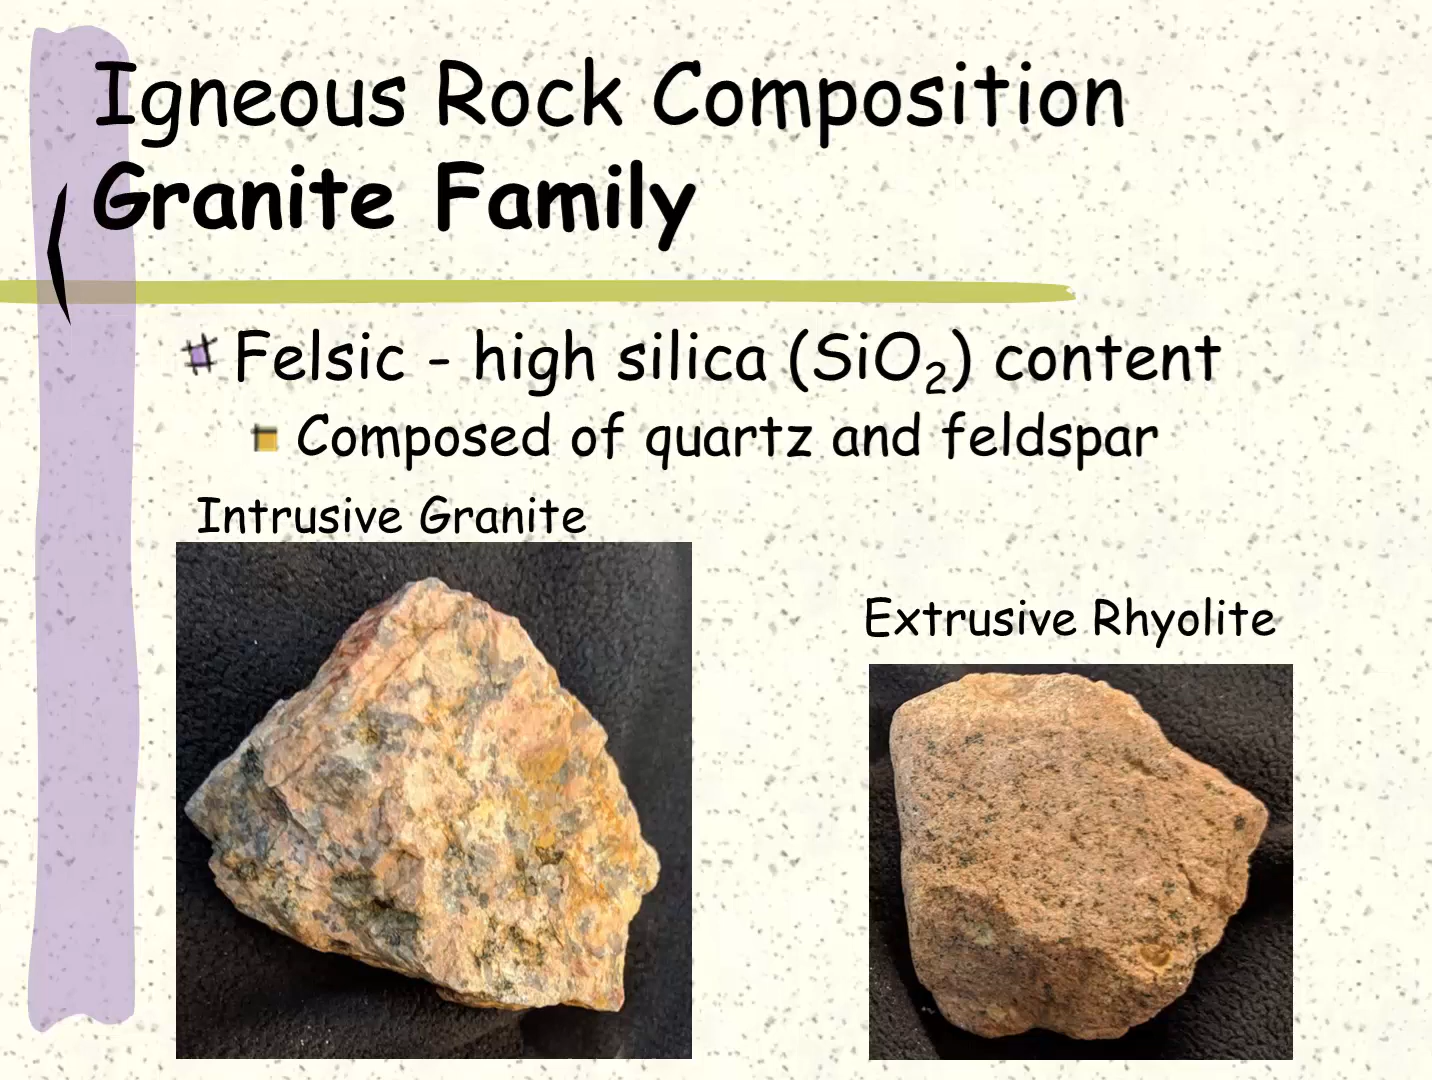 Igneous Rock Composition
Granite Family
Felsic - high silica (SiO₂) content
Composed of quartz and feldspar
Intrusive Granite
Extrusive Rhyolite